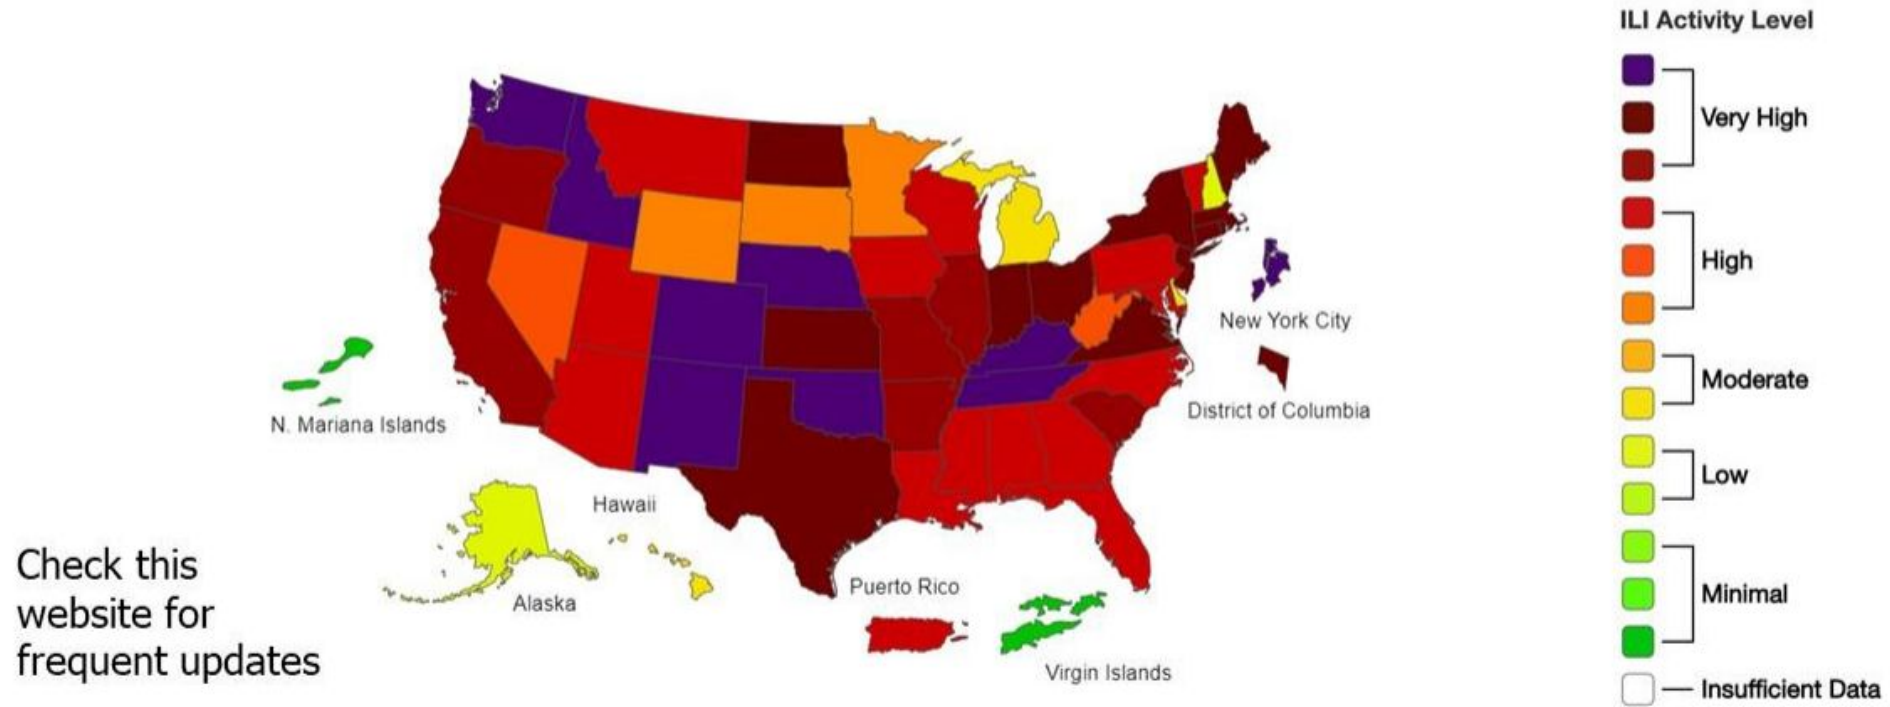 ILI Activity Level
Very High
High
Moderate
Low
Minimal
Insufficient Data
New York City
District of Columbia
N. Mariana Islands
Hawaii
Alaska
Puerto Rico
Virgin Islands
Check this
website for
frequent updates